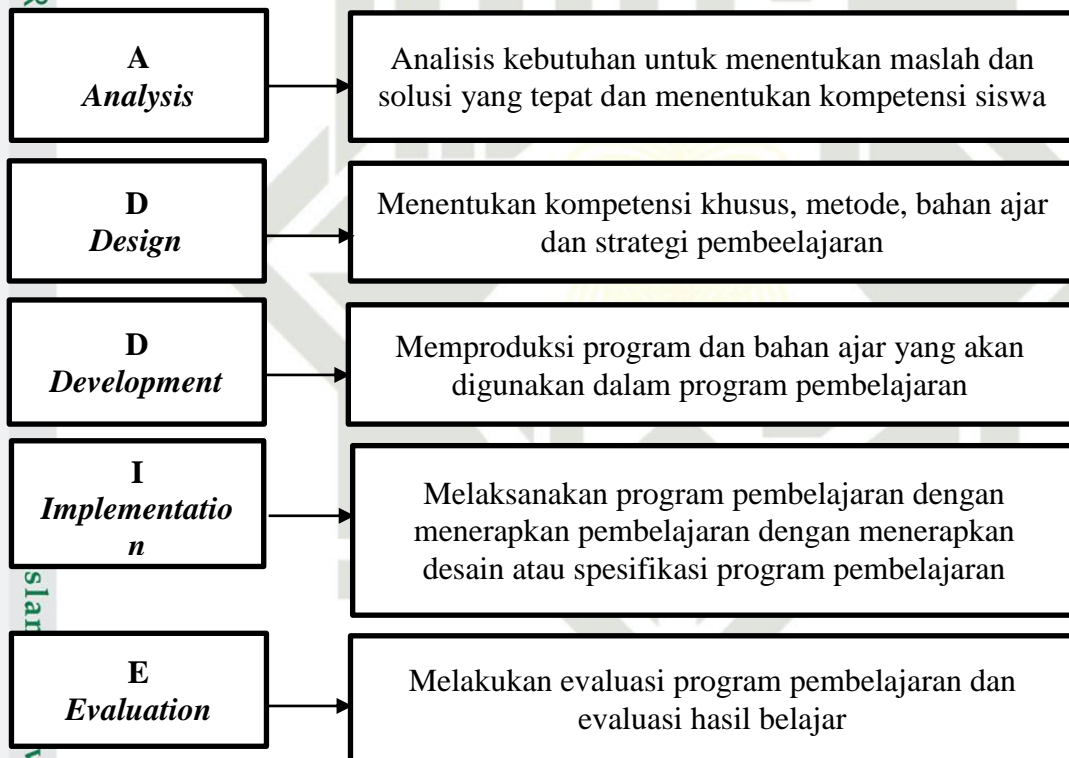 A
Analysis
Analisis kebutuhan untuk menentukan maslah dan
solusi yang tepat dan menentukan kompetensi siswa
D
Design
Menentukan kompetensi khusus, metode, bahan ajar
dan strategi pembeelajaran
D
Development
Memproduksi program dan bahan ajar yang akan
digunakan dalam program pembelajaran
I
Implementatio
n
Melaksanakan program pembelajaran dengan
menerapkan pembelajaran dengan menerapkan
desain atau spesifikasi program pembelajaran
E
Evaluation
Melakukan evaluasi program pembelajaran dan
evaluasi hasil belajar